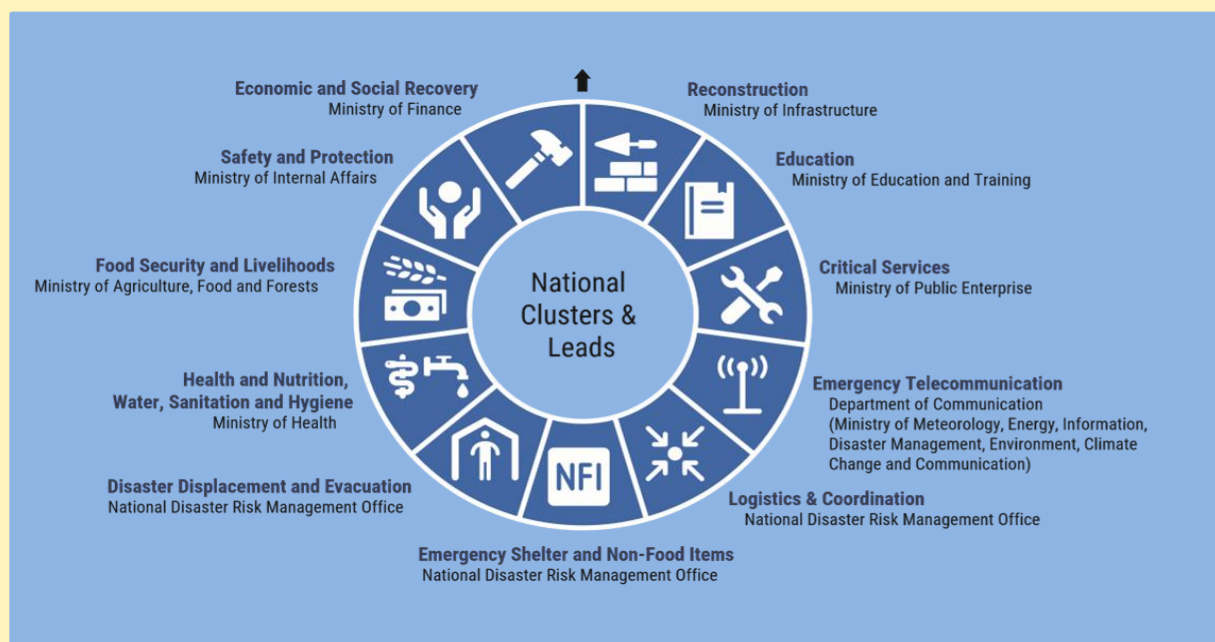 Economic and Social Recovery
Ministry of Finance
Reconstruction
Ministry of Infrastructure
Safety and Protection
Ministry of Internal Affairs
Education
Ministry of Education and Training
Food Security and Livelihoods
Ministry of Agriculture, Food and Forests
National
Clusters &
Leads
Critical Services
Ministry of Public Enterprise
Health and Nutrition,
Water, Sanitation and Hygiene
Ministry of Health
Emergency Telecommunication
Department of Communication
(Ministry of Meteorology, Energy, Information,
Disaster Management, Environment, Climate
Change and Communication)
Disaster Displacement and Evacuation
National Disaster Risk Management Office
NFI
Logistics & Coordination
National Disaster Risk Management Office
Emergency Shelter and Non-Food Items
National Disaster Risk Management Office